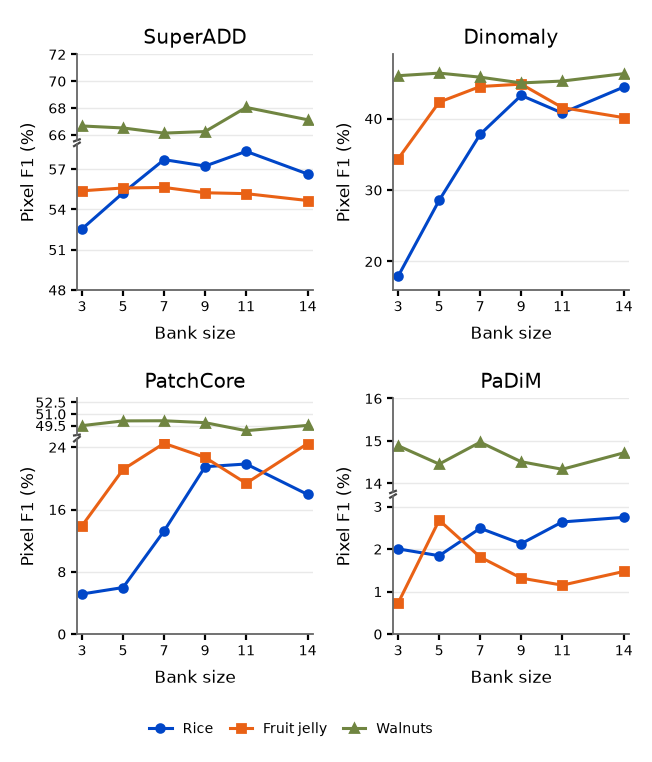 SuperADD
Dinomaly
72
70
68
66
57
54
51
48
Pixel F1 (%)
3 5 7 9 11 14
Bank size
40
30
20
Pixel F1 (%)
3 5 7 9 11 14
Bank size
PatchCore
PaDiM
52.5
51.0
49.5
24
16
8
0
Pixel F1 (%)
3 5 7 9 11 14
Bank size
16
15
14
3
2
1
0
Pixel F1 (%)
3 5 7 9 11 14
Bank size
Rice Fruit jelly Walnuts